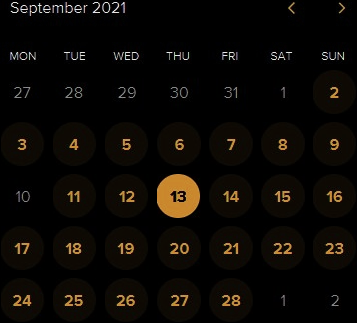 September 2021
MON TUE WED THU FRI SAT SUN
27 28 29 30 31 1 2
3 4 5 6 7 8 9
10 11 12 13 14 15 16
17 18 19 20 21 22 23
24 25 26 27 28 1 2